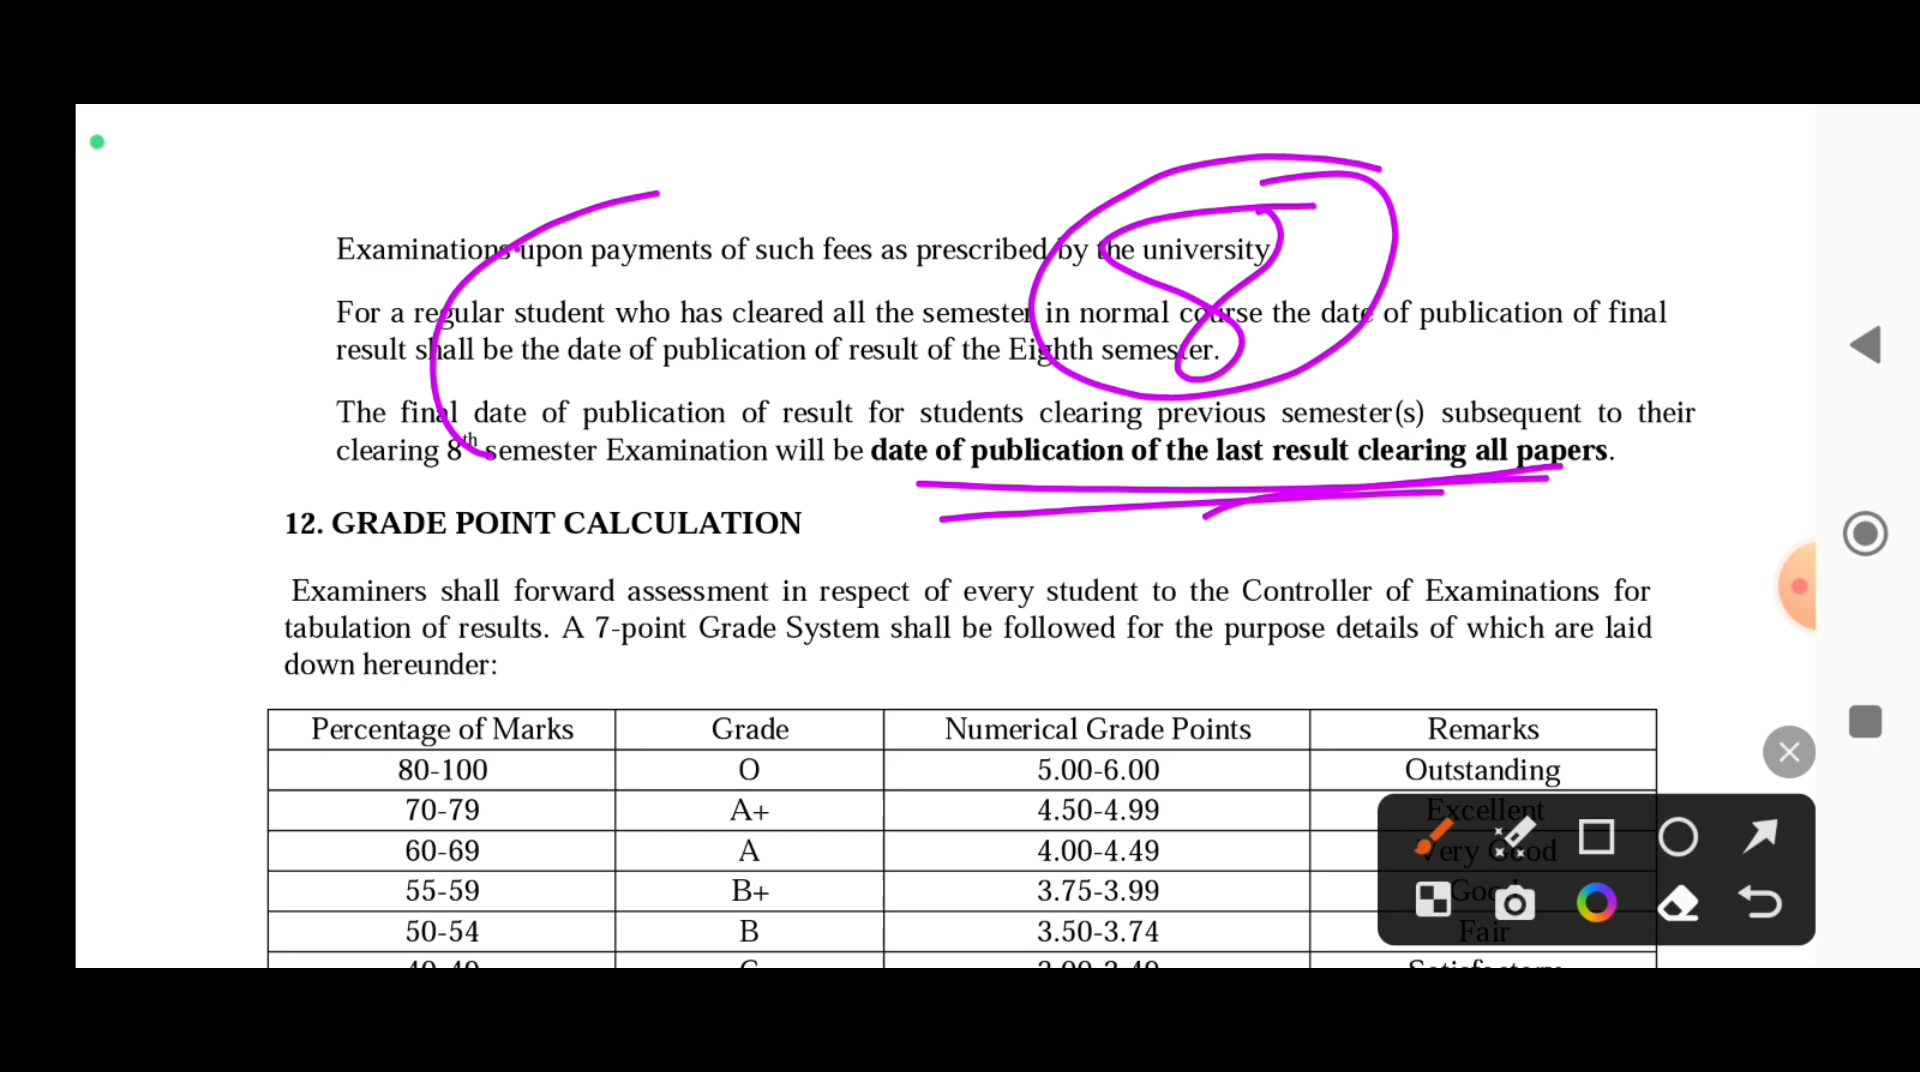 Examinations upon payments of such fees as prescribed by the university
8
For a regular student who has cleared all the semester in normal course the date of publication of final
result shall be the date of publication of result of the Eighth semester.
The final date of publication of result for students clearing previous semester(s) subsequent to their
clearing 8th semester Examination will be date of publication of the last result clearing all papers.
12. GRADE POINT CALCULATION
Examiners shall forward assessment in respect of every student to the Controller of Examinations for
tabulation of results. A 7-point Grade System shall be followed for the purpose details of which are laid
down hereunder:
Percentage of Marks Grade Numerical Grade Points Remarks
80-100 O 5.00-6.00 Outstanding
70-79 A+ 4.50-4.99 Excellent
60-69 A 4.00-4.49 Very Good
55-59 B+ 3.75-3.99 Good
50-54 B 3.50-3.74 Fair